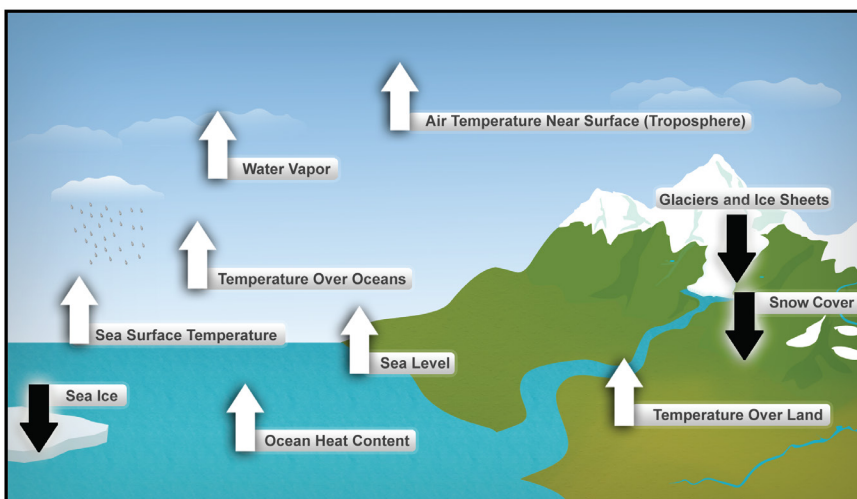 Air Temperature Near Surface (Troposphere)
Water Vapor
Glaciers and Ice Sheets
Temperature Over Oceans
Snow Cover
Sea Surface Temperature
Sea Level
Sea Ice
Temperature Over Land
Ocean Heat Content